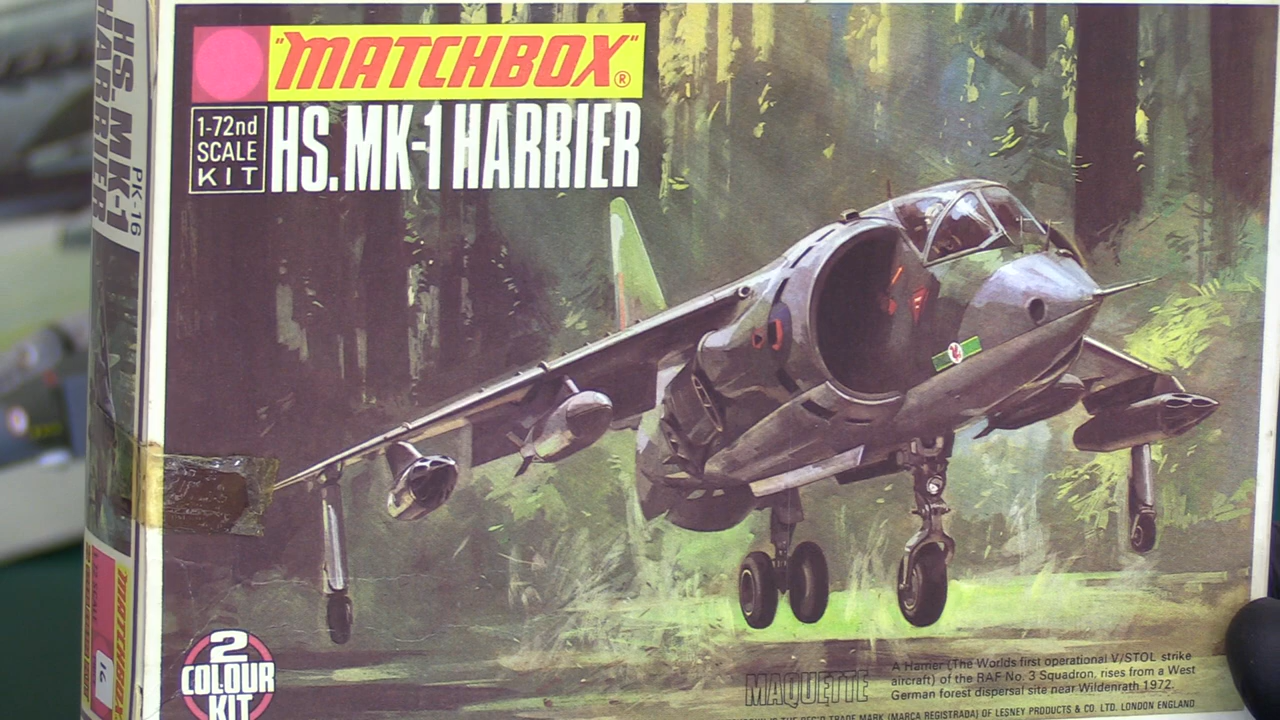 "MATCHBOX"®
1-72nd
SCALE
KIT
HS.MK-1 HARRIER
HS.MK-1
HARRIER
PK-16
2
COLOUR
KIT
MAQUETTE
A Harrier (The Worlds first operational V/STOL strike
aircraft) of the RAF No. 3 Squadron, rises from a West
German forest dispersal site near Wildenrath 1972.
IS THE REG'D TRADE MARK (MARCA REGISTRADA) OF LESNEY PRODUCTS & CO. LTD. LONDON ENGLAND
"MATCHBOX"
16